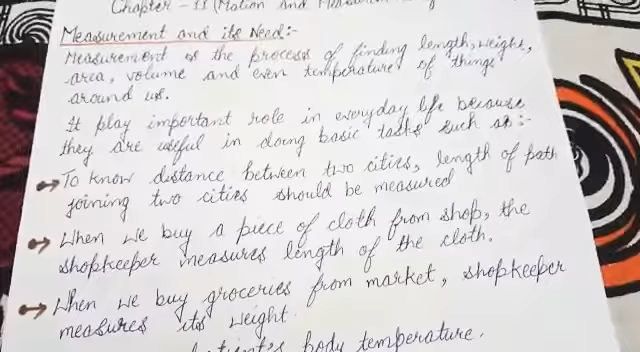 Chapter - 11 (Motion and
Measurement and its Need:-
Measurement is the process of finding length, weight,
area, volume and even temperature of things
around us.
It play important role in everyday life because
they are useful in doing basic tasks such as:-
To know distance between two cities, length of path
joining two cities should be measured
When we buy a piece of cloth from shop, the
shopkeeper measures length of the cloth.
When we buy groceries from market, shopkeeper
measures its weight.
body temperature.